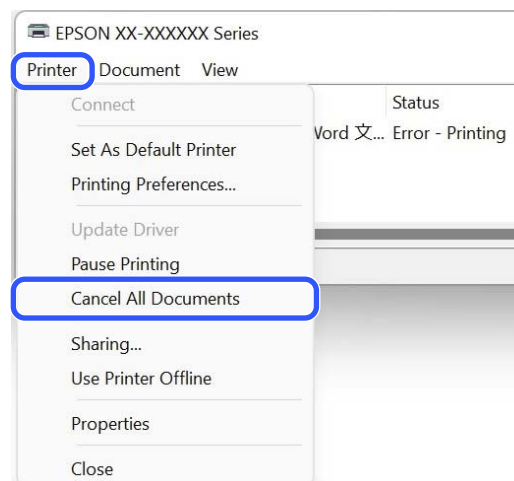 EPSON XX-XXXXXX Series
Printer Document View
Connect
Status
Word 文... Error - Printing
Set As Default Printer
Printing Preferences...
Update Driver
Pause Printing
Cancel All Documents
Sharing...
Use Printer Offline
Properties
Close